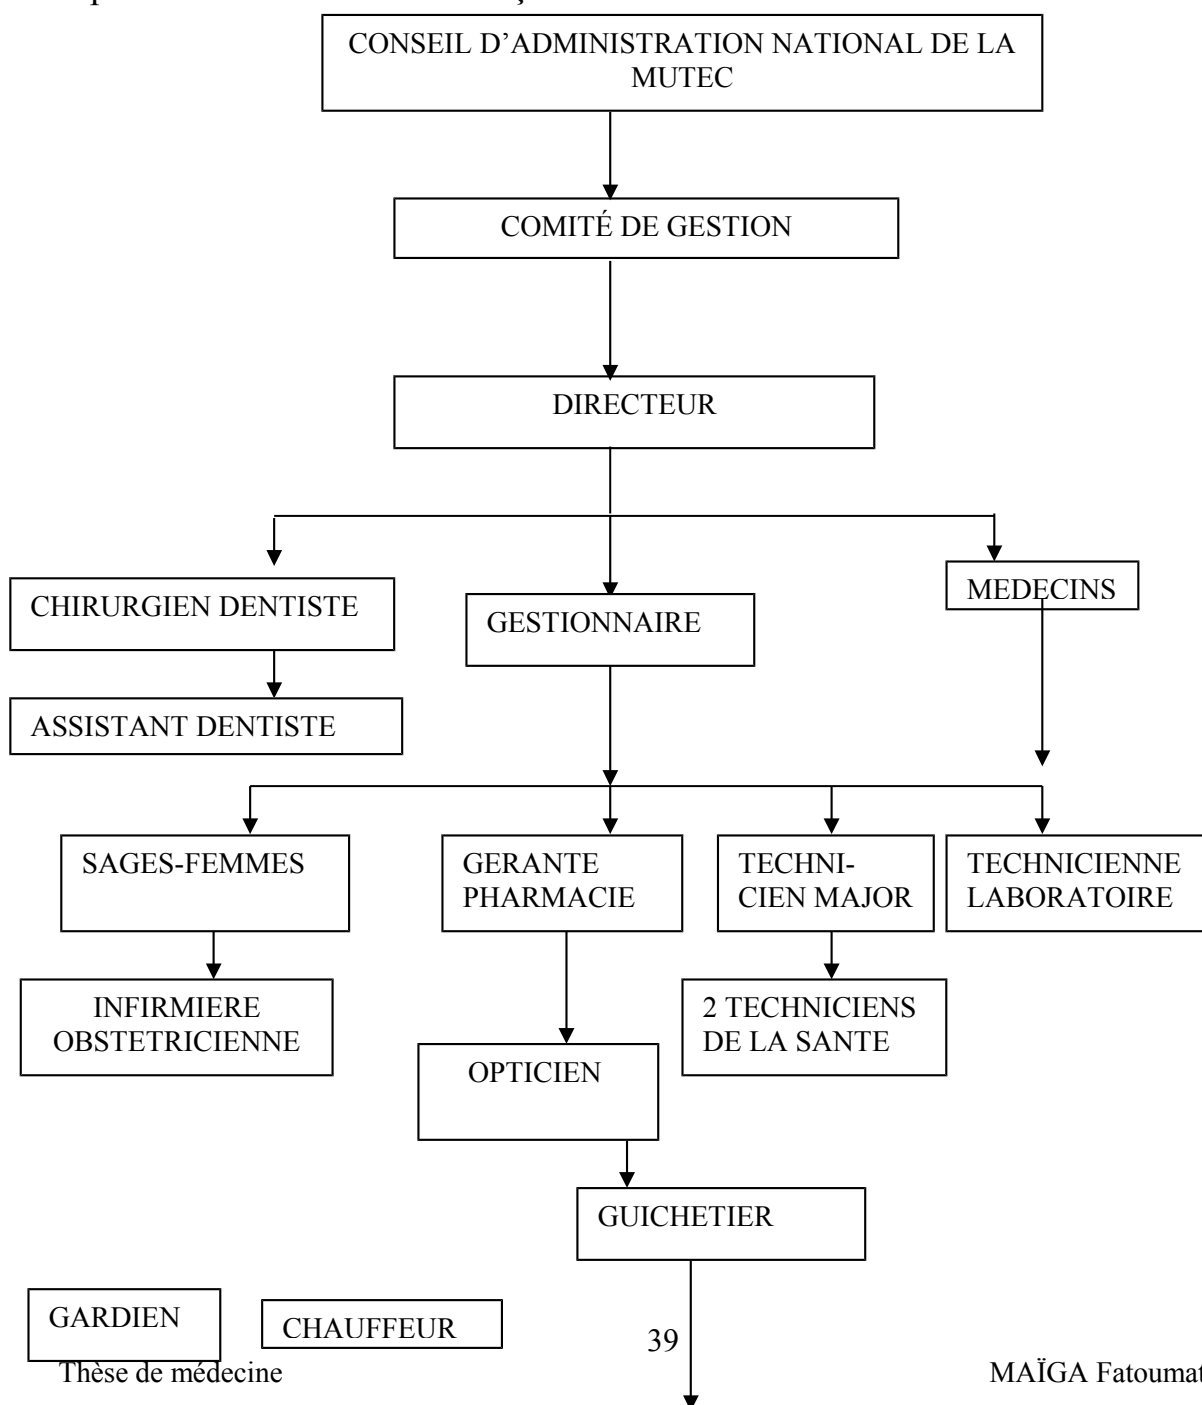 CONSEIL D’ADMINISTRATION NATIONAL DE LA
MUTEC
COMITÉ DE GESTION
DIRECTEUR
CHIRURGIEN DENTISTE
GESTIONNAIRE
MEDECINS
ASSISTANT DENTISTE
SAGES-FEMMES
GERANTE
PHARMACIE
TECHNI-
CIEN MAJOR
TECHNICIENNE
LABORATOIRE
INFIRMIERE
OBSTETRICIENNE
2 TECHNICIENS
DE LA SANTE
OPTICIEN
GUICHETIER
GARDIEN
CHAUFFEUR
39
Thèse de médecine
MAÏGA Fatoumat